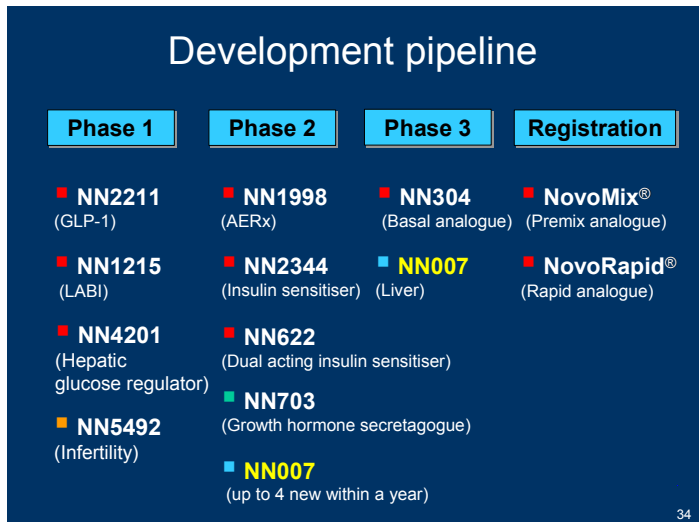 Development pipeline
Phase 1
Phase 2
Phase 3
Registration
NN2211
(GLP-1)
NN1215
(LABI)
NN4201
(Hepatic
glucose regulator)
NN5492
(Infertility)
NN1998
(AERx)
NN2344
(Insulin sensitiser)
NN622
(Dual acting insulin sensitiser)
NN703
(Growth hormone secretagogue)
NN007
(up to 4 new within a year)
NN304
(Basal analogue)
NN007
(Liver)
NovoMix®
(Premix analogue)
NovoRapid®
(Rapid analogue)
34